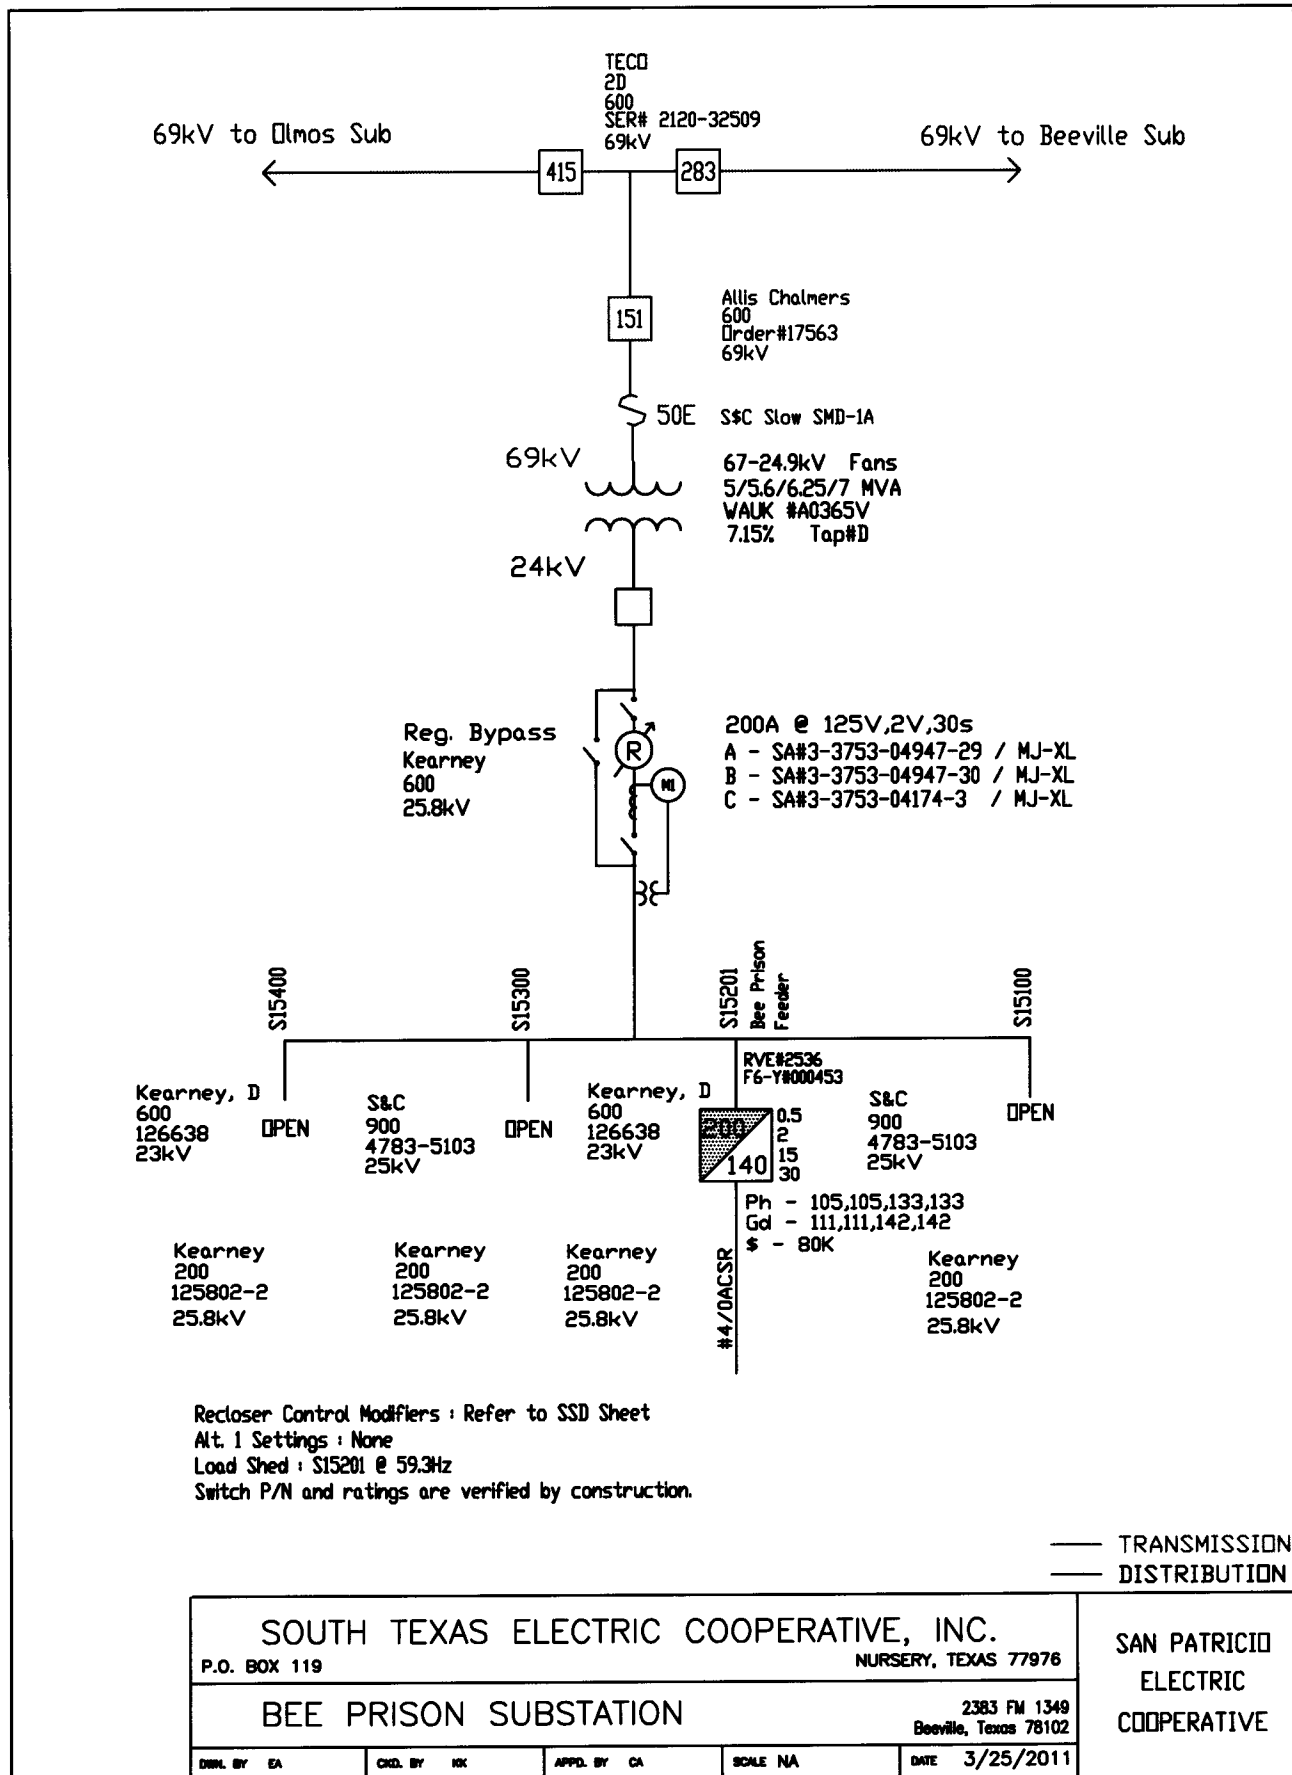 TECO
2D
600
SER# 2120-32509
69kV
69kV to Olmos Sub
69kV to Beeville Sub
415
283
151
Allis Chalmers
600
Order#17563
69kV
50E
S$C Slow SMD-1A
69kV
67-24.9kV Fans
5/5.6/6.25/7 MVA
WAUK #A0365V
7.15% Tap#D
24kV
Reg. Bypass
Kearney
600
25.8kV
R
M1
200A @ 125V,2V,30s
A - SA#3-3753-04947-29 / MJ-XL
B - SA#3-3753-04947-30 / MJ-XL
C - SA#3-3753-04174-3 / MJ-XL
S15400
S15300
S15201
Bee Prison
Feeder
S15100
RVE#2536
F6-Y#000453
Kearney, D
600
126638
23kV
OPEN
S&C
900
4783-5103
25kV
OPEN
Kearney, D
600
126638
23kV
200
140
0.5
2
15
30
S&C
900
4783-5103
25kV
OPEN
Ph - 105,105,133,133
Gd - 111,111,142,142
$ - 80K
#4/0ACSR
Kearney
200
125802-2
25.8kV
Kearney
200
125802-2
25.8kV
Kearney
200
125802-2
25.8kV
Kearney
200
125802-2
25.8kV
Recloser Control Modifiers : Refer to SSD Sheet
Alt. 1 Settings : None
Load Shed : S15201 @ 59.3Hz
Switch P/N and ratings are verified by construction.
TRANSMISSION
DISTRIBUTION
SOUTH TEXAS ELECTRIC COOPERATIVE, INC.
P.O. BOX 119
NURSERY, TEXAS 77976
BEE PRISON SUBSTATION
2383 FM 1349
Beeville, Texas 78102
DWN. BY EA
CKD. BY KK
APPD. BY CA
SCALE NA
DATE 3/25/2011
SAN PATRICIO
ELECTRIC
COOPERATIVE